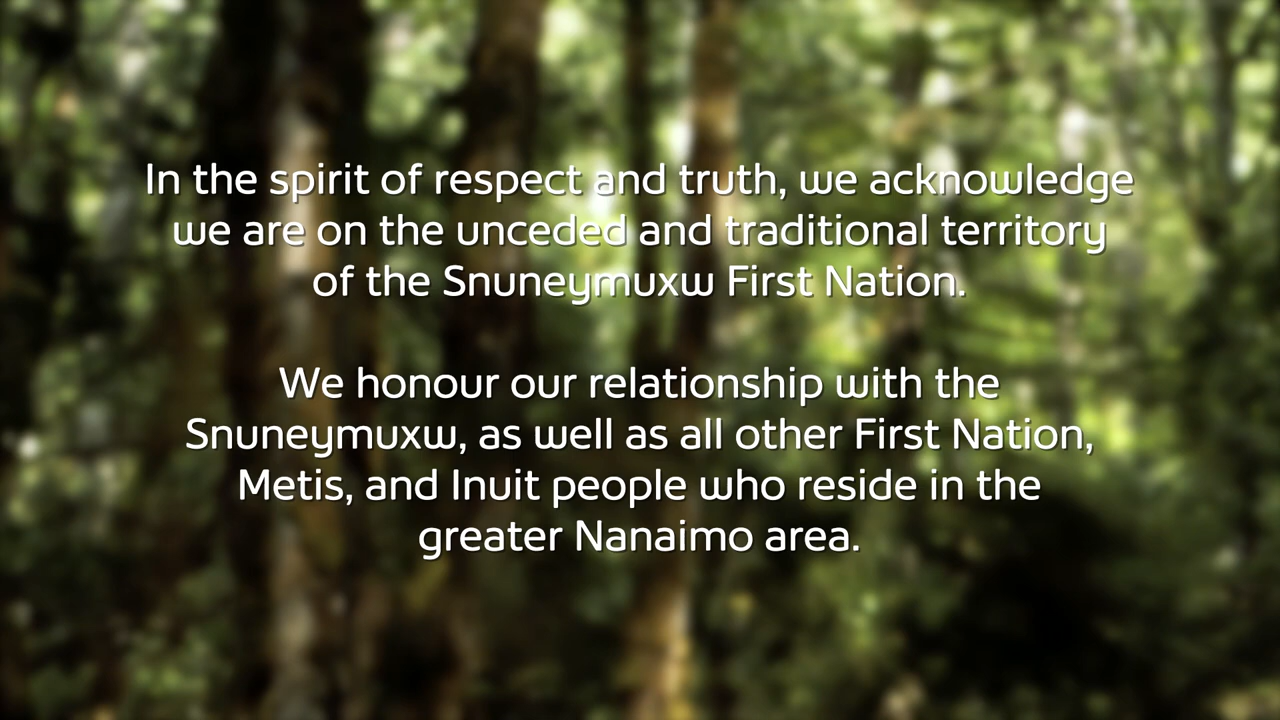 In the spirit of respect and truth, we acknowledge
we are on the unceded and traditional territory
of the Snuneymuxw First Nation.
We honour our relationship with the
Snuneymuxw, as well as all other First Nation,
Metis, and Inuit people who reside in the
greater Nanaimo area.